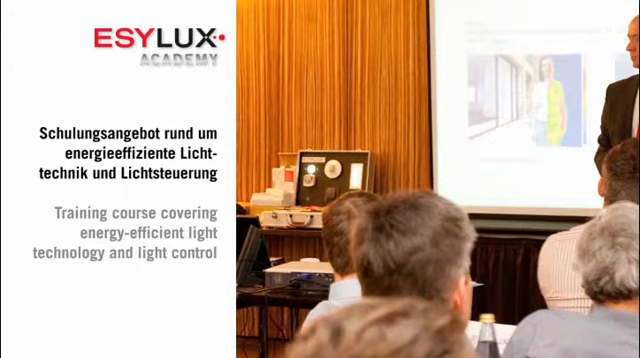 ESYLUX
ACADEMY
Schulungsangebot rund um
energieeffiziente Licht-
technik und Lichtsteuerung
Training course covering
energy-efficient light
technology and light control